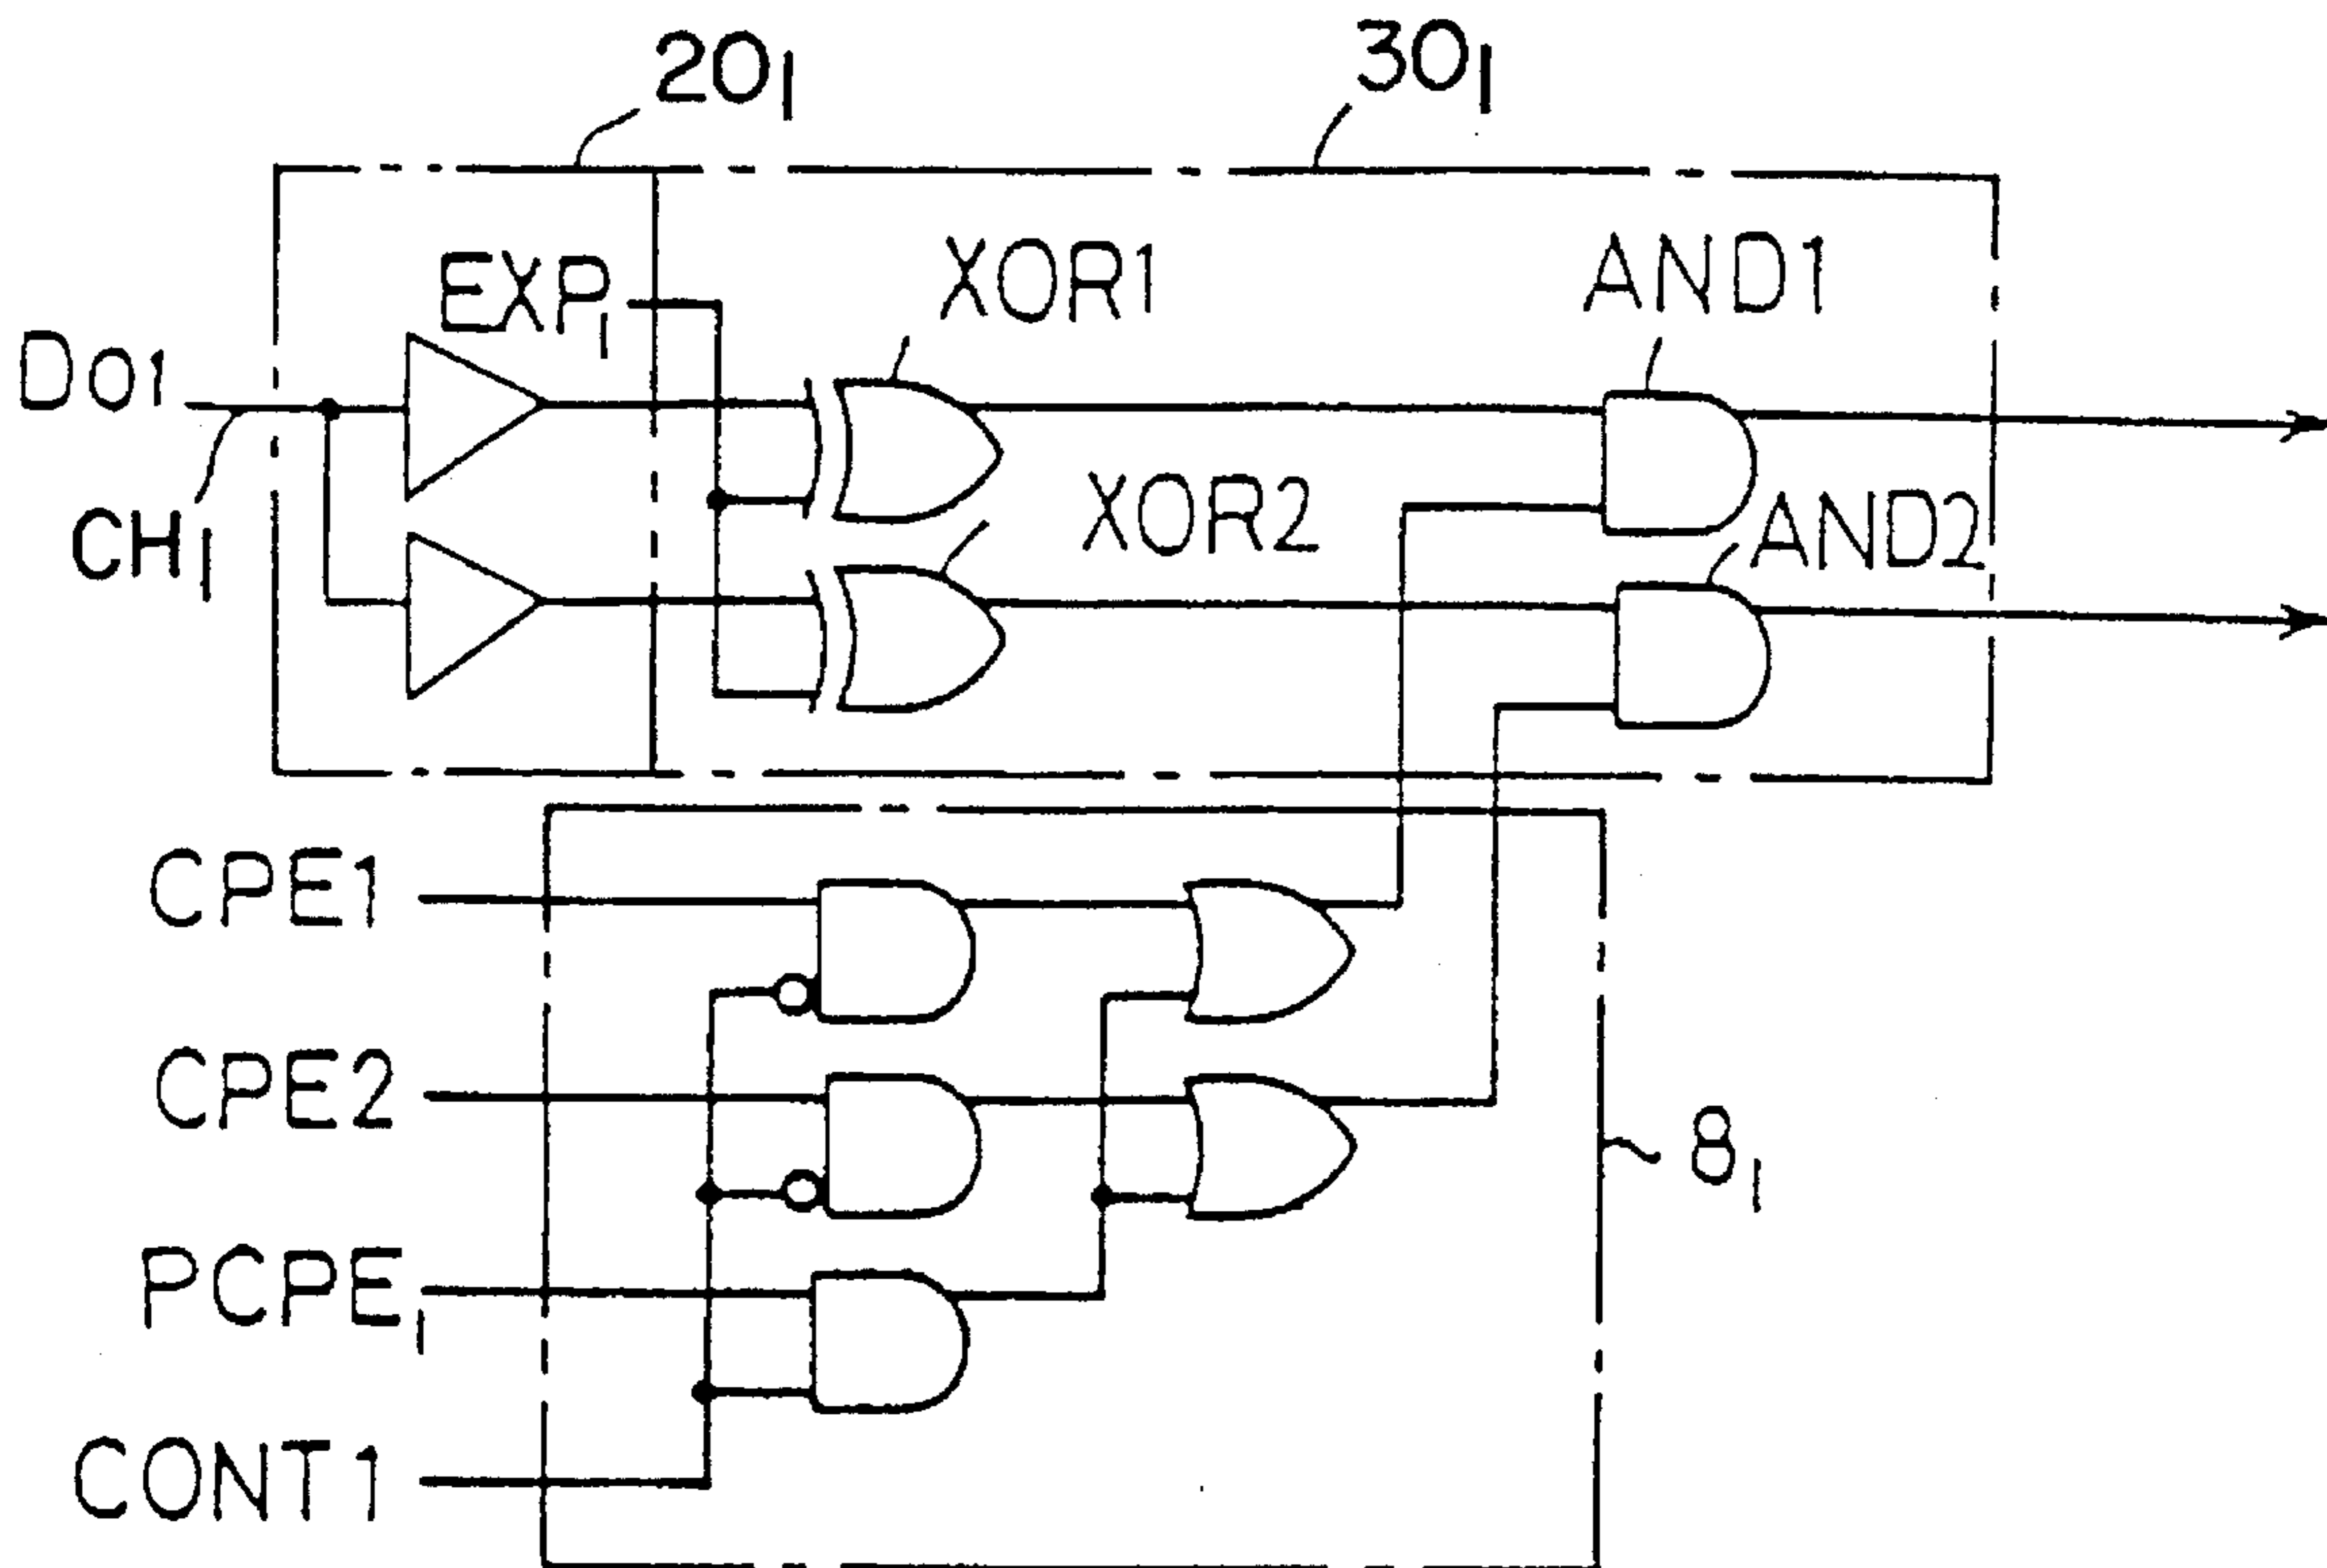 20₁ 30₁
EXP₁ XOR1 AND1
DO1
CH₁ XOR2 AND2
CPE1
CPE2
8₁
PCPE₁
CONT1